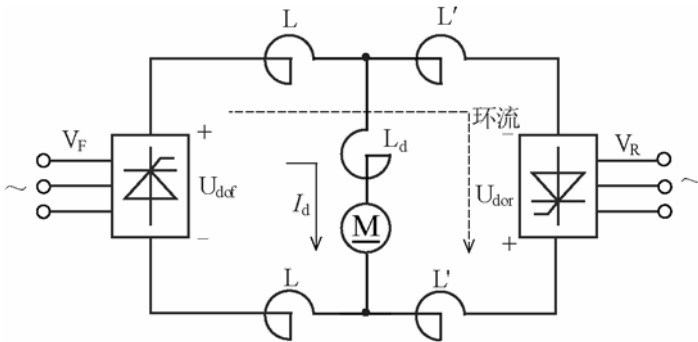 L
L′
环流
V_F
+
−
L_d
V_R
~
U_dof
I_d
U_dor
~
M
−
+
L
L'